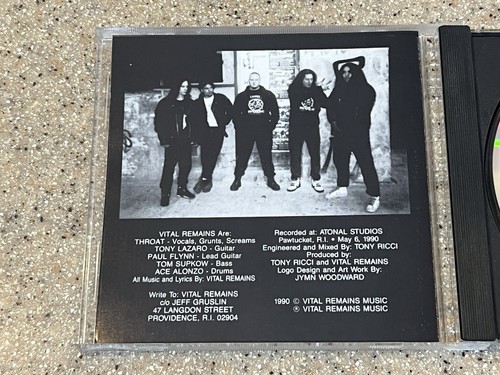 VITAL REMAINS Are:
THROAT - Vocals, Grunts, Screams
TONY LAZARO - Guitar
PAUL FLYNN - Lead Guitar
TOM SUPKOW - Bass
ACE ALONZO - Drums
All Music and Lyrics By: VITAL REMAINS
Write To: VITAL REMAINS
c/o JEFF GRUSLIN
47 LANGDON STREET
PROVIDENCE, R.I. 02904
Recorded at: ATONAL STUDIOS
Pawtucket, R.I. • May 6, 1990
Engineered and Mixed By: TONY RICCI
Produced by:
TONY RICCI and VITAL REMAINS
Logo Design and Art Work By:
JYMN WOODWARD
1990 © VITAL REMAINS MUSIC
℗ VITAL REMAINS MUSIC